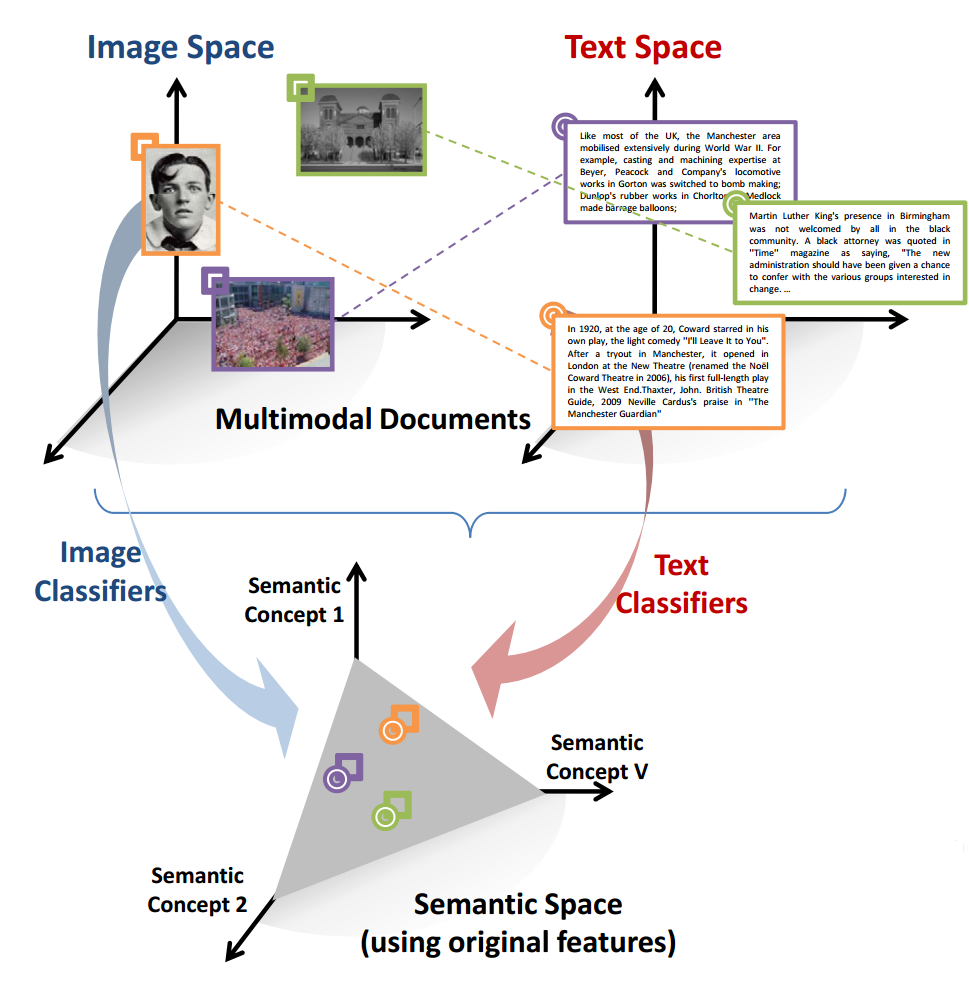 Image Space
Text Space
Like most of the UK, the Manchester area
mobilised extensively during World War II. For
example, casting and machining expertise at
Beyer, Peacock and Company's locomotive
works in Gorton was switched to bomb making;
Dunlop's rubber works in Chorlton Medlock
made barrage balloons;
Martin Luther King's presence in Birmingham
was not welcomed by all in the black
community. A black attorney was quoted in
"Time" magazine as saying, "The new
administration should have been given a chance
to confer with the various groups interested in
change. …
In 1920, at the age of 20, Coward starred in his
own play, the light comedy "I'll Leave It to You".
After a tryout in Manchester, it opened in
London at the New Theatre (renamed the Noël
Coward Theatre in 2006), his first full-length play
in the West End.Thaxter, John. British Theatre
Guide, 2009 Neville Cardus's praise in "The
Manchester Guardian"
Multimodal Documents
Image
Classifiers
Text
Classifiers
Semantic
Concept 1
Semantic
Concept V
Semantic
Concept 2
Semantic Space
(using original features)